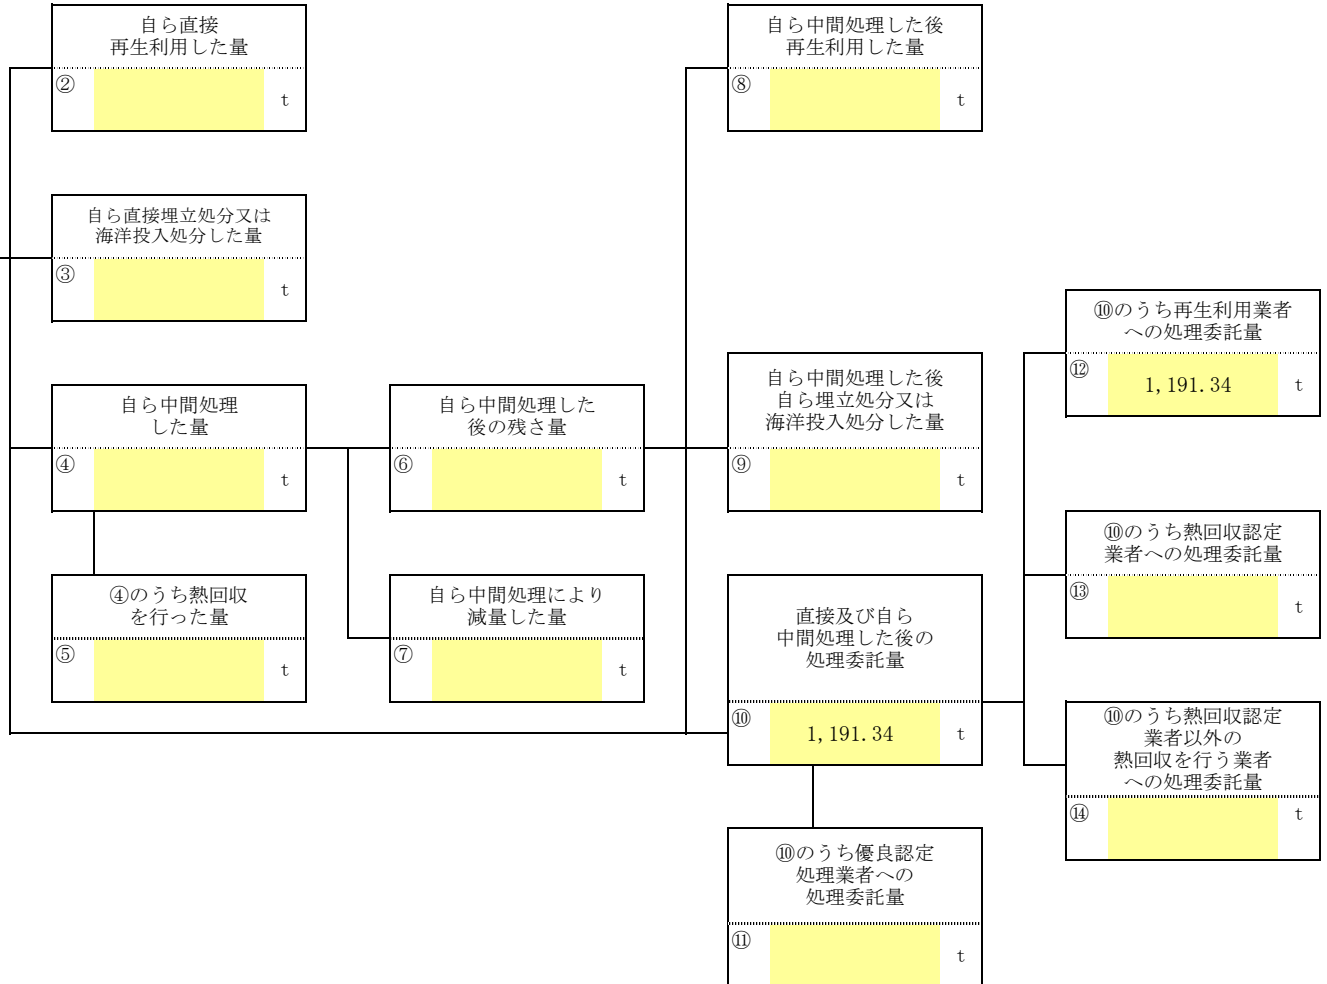 自ら直接
再生利用した量
②
t
自ら中間処理した後
再生利用した量
⑧
t
自ら直接埋立処分又は
海洋投入処分した量
③
t
⑩のうち再生利用業者
への処理委託量
⑫
1,191.34
t
自ら中間処理
した量
④
t
自ら中間処理した
後の残さ量
⑥
t
自ら中間処理した後
自ら埋立処分又は
海洋投入処分した量
⑨
t
⑩のうち熱回収認定
業者への処理委託量
⑬
t
④のうち熱回収
を行った量
⑤
t
自ら中間処理により
減量した量
⑦
t
直接及び自ら
中間処理した後の
処理委託量
⑩
1,191.34
t
⑩のうち熱回収認定
業者以外の
熱回収を行う業者
への処理委託量
⑭
t
⑩のうち優良認定
処理業者への
処理委託量
⑪
t